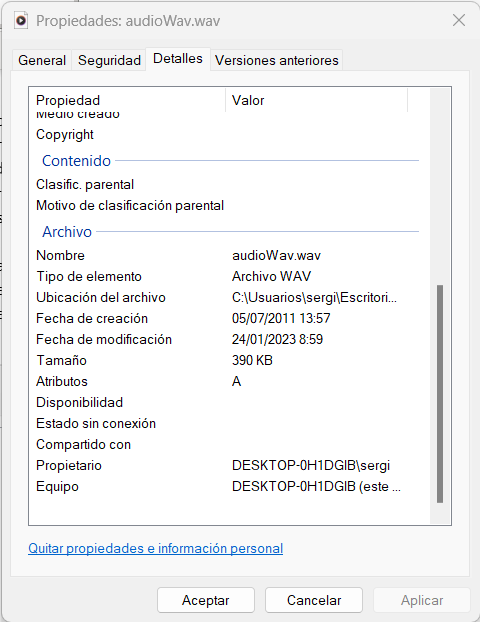 Propiedades: audioWav.wav
General Seguridad Detalles Versiones anteriores
Propiedad Valor
Medio creado
Copyright
Contenido
Clasific. parental
Motivo de clasificación parental
Archivo
Nombre audioWav.wav
Tipo de elemento Archivo WAV
Ubicación del archivo C:\Usuarios\sergi\Escritori...
Fecha de creación 05/07/2011 13:57
Fecha de modificación 24/01/2023 8:59
Tamaño 390 KB
Atributos A
Disponibilidad
Estado sin conexión
Compartido con
Propietario DESKTOP-0H1DGIB\sergi
Equipo DESKTOP-0H1DGIB (este ...
Quitar propiedades e información personal
Aceptar Cancelar Aplicar